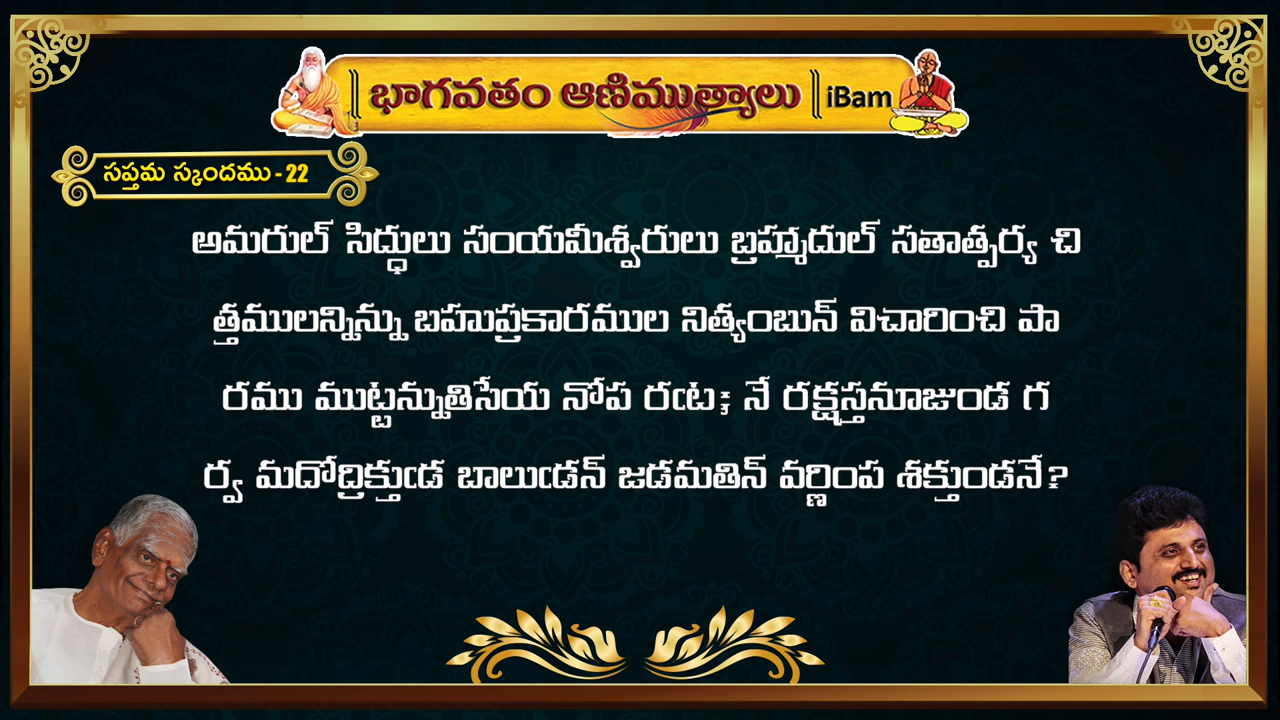 || భాగవతం ఆణిముత్యాలు || iBam
సప్తమ స్కందము - 22
అమరుల్ సిద్ధులు సంయమీశ్వరులు బ్రహ్మాదుల్ సతాత్పర్య చి
త్తములన్నిన్ను బహుప్రకారముల నిత్యంబున్ విచారించి పా
రము ముట్టన్నుతిసేయ నోప రఁట; నే రక్షస్తనూజుండ గ
ర్వ మదోద్రిక్తుఁడ బాలుఁడన్ జడమతిన్ వర్ణింప శక్తుండనే?